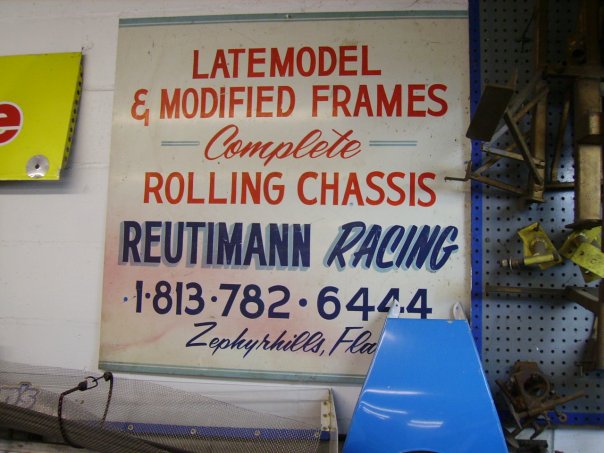 LATEMODEL
& MODIFIED FRAMES
Complete
ROLLING CHASSIS
REUTIMANN RACING
·1·813·782·6444
Zephyrhills, Fla